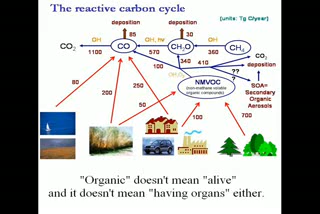 The reactive carbon cycle
[units: Tg C/year]
deposition
deposition
85
30
OH
OH, hν
OH
CO₂
CO
CH₂O
CH₄
1100
570
360
100
340
410
CO₂
deposition
??
NMVOC
(non-methane volatile
organic compounds)
SOA=
Secondary
Organic
Aerosols
80
200
250
50
100
700
"Organic" doesn't mean "alive"
and it doesn't mean "having organs" either.